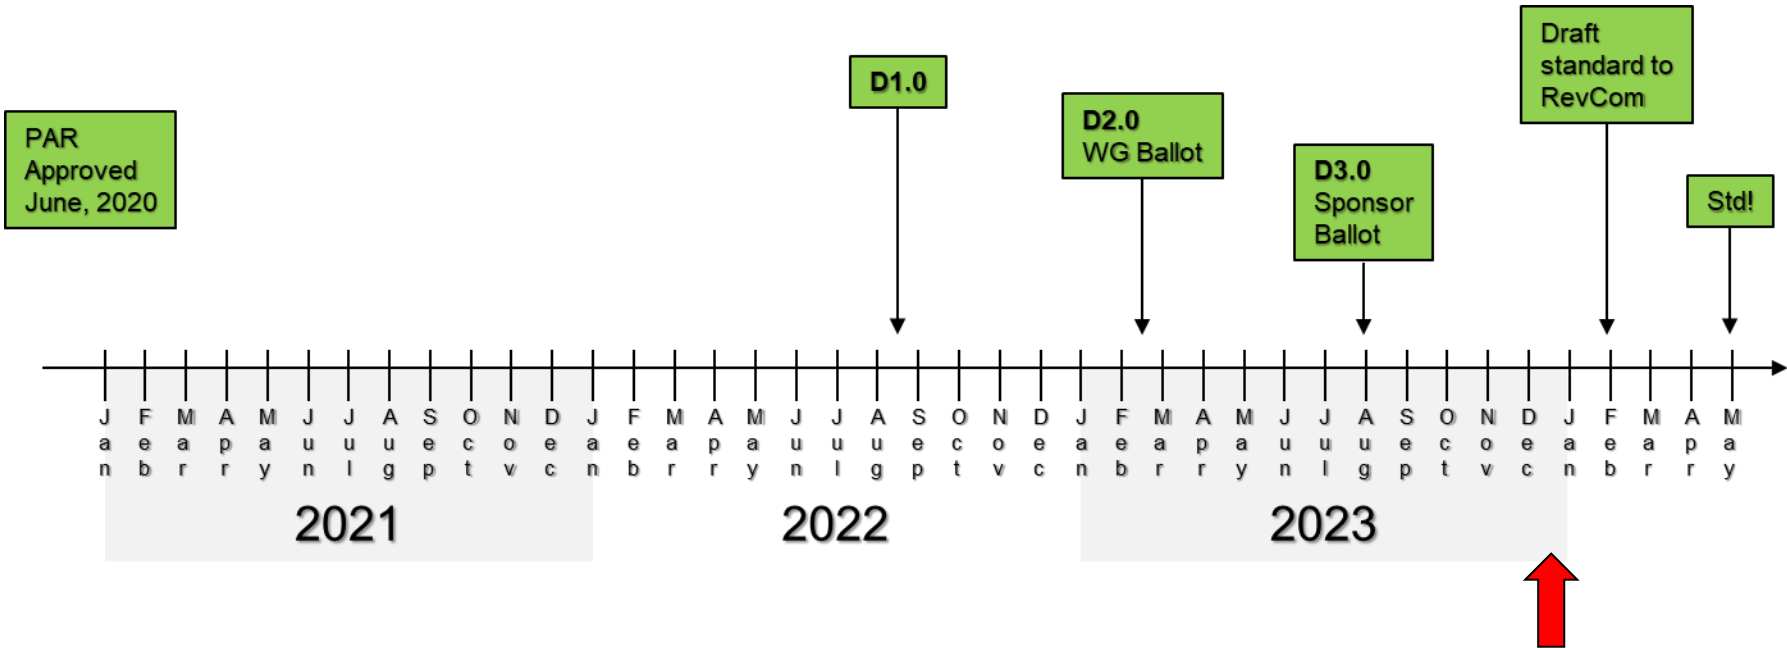 PAR
Approved
June, 2020
D1.0
D2.0
WG Ballot
D3.0
Sponsor
Ballot
Draft
standard to
RevCom
Std!
Jan Feb Mar Apr May Jun Jul Aug Sep Oct Nov Dec Jan Feb Mar Apr May Jun Jul Aug Sep Oct Nov Dec Jan Feb Mar Apr May Jun Jul Aug Sep Oct Nov Dec Jan Feb Mar Apr May
2021 2022 2023